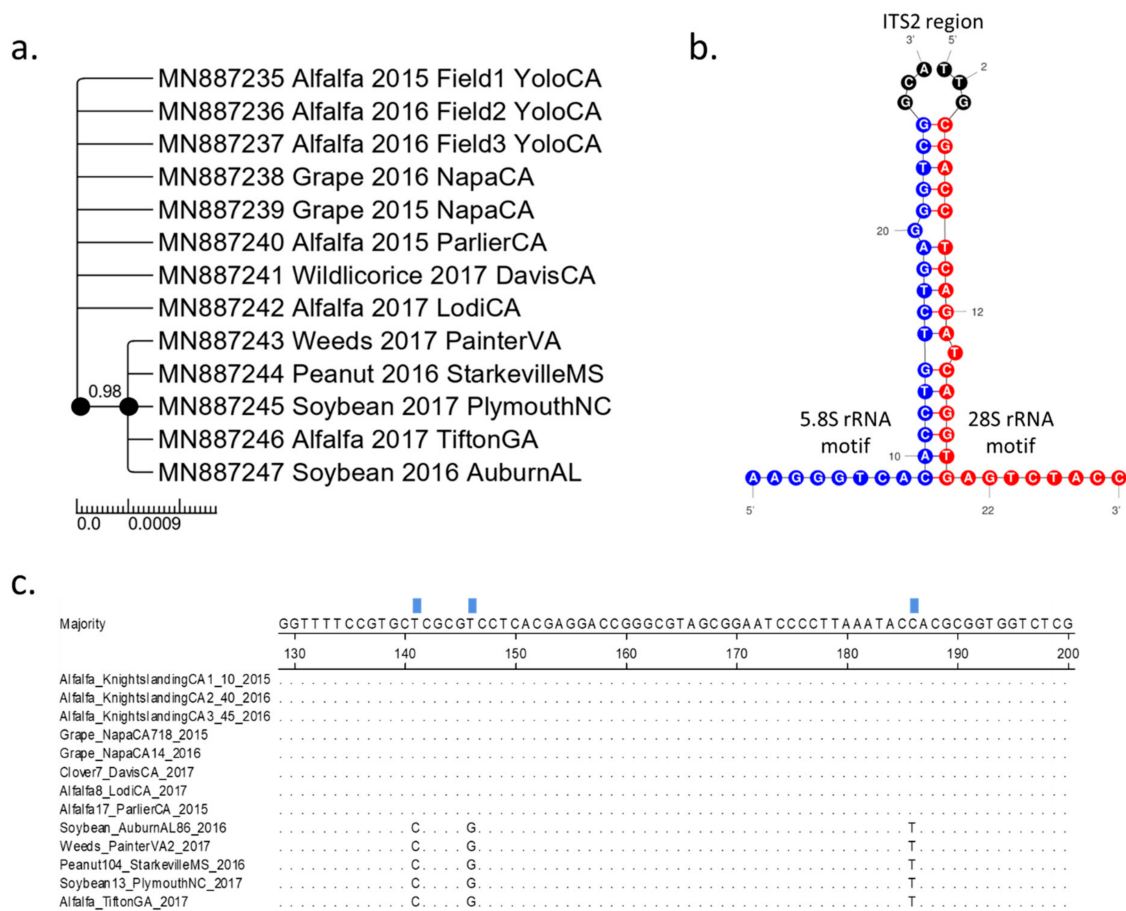 a.
MN887235 Alfalfa 2015 Field1 YoloCA
MN887236 Alfalfa 2016 Field2 YoloCA
MN887237 Alfalfa 2016 Field3 YoloCA
MN887238 Grape 2016 NapaCA
MN887239 Grape 2015 NapaCA
MN887240 Alfalfa 2015 ParlierCA
MN887241 Wildlicorice 2017 DavisCA
MN887242 Alfalfa 2017 LodiCA
MN887243 Weeds 2017 PainterVA
MN887244 Peanut 2016 StarkevilleMS
0.98
MN887245 Soybean 2017 PlymouthNC
MN887246 Alfalfa 2017 TiftonGA
MN887247 Soybean 2016 AuburnAL
0.0 0.0009
b.
ITS2 region
3' 5'
A T
C T 2
G G
G C
C G
T A
G C
G C
20 G
A T
G C
T A
C G 12
T A
T
G C
T A
C G
C G
10 A T
5.8S rRNA motif
28S rRNA motif
A A G G G T C A C G A G T C T A C C
5' 22 3'
c.
Majority GGTTTTCCGTGCTCGCGTCCTCACGAGGACCGGGCGTAGCGGAATCCCCTTAAATACCACGCGGTGGTCTCG
130 140 150 160 170 180 190 200
Alfalfa_KnightslandingCA1_10_2015
Alfalfa_KnightslandingCA2_40_2016
Alfalfa_KnightslandingCA3_45_2016
Grape_NapaCA718_2015
Grape_NapaCA14_2016
Clover7_DavisCA_2017
Alfalfa8_LodiCA_2017
Alfalfa17_ParlierCA_2015
Soybean_AuburnAL86_2016 C G T
Weeds_PainterVA2_2017 C G T
Peanut104_StarkevilleMS_2016 C G T
Soybean13_PlymouthNC_2017 C G T
Alfalfa_TiftonGA_2017 C G T